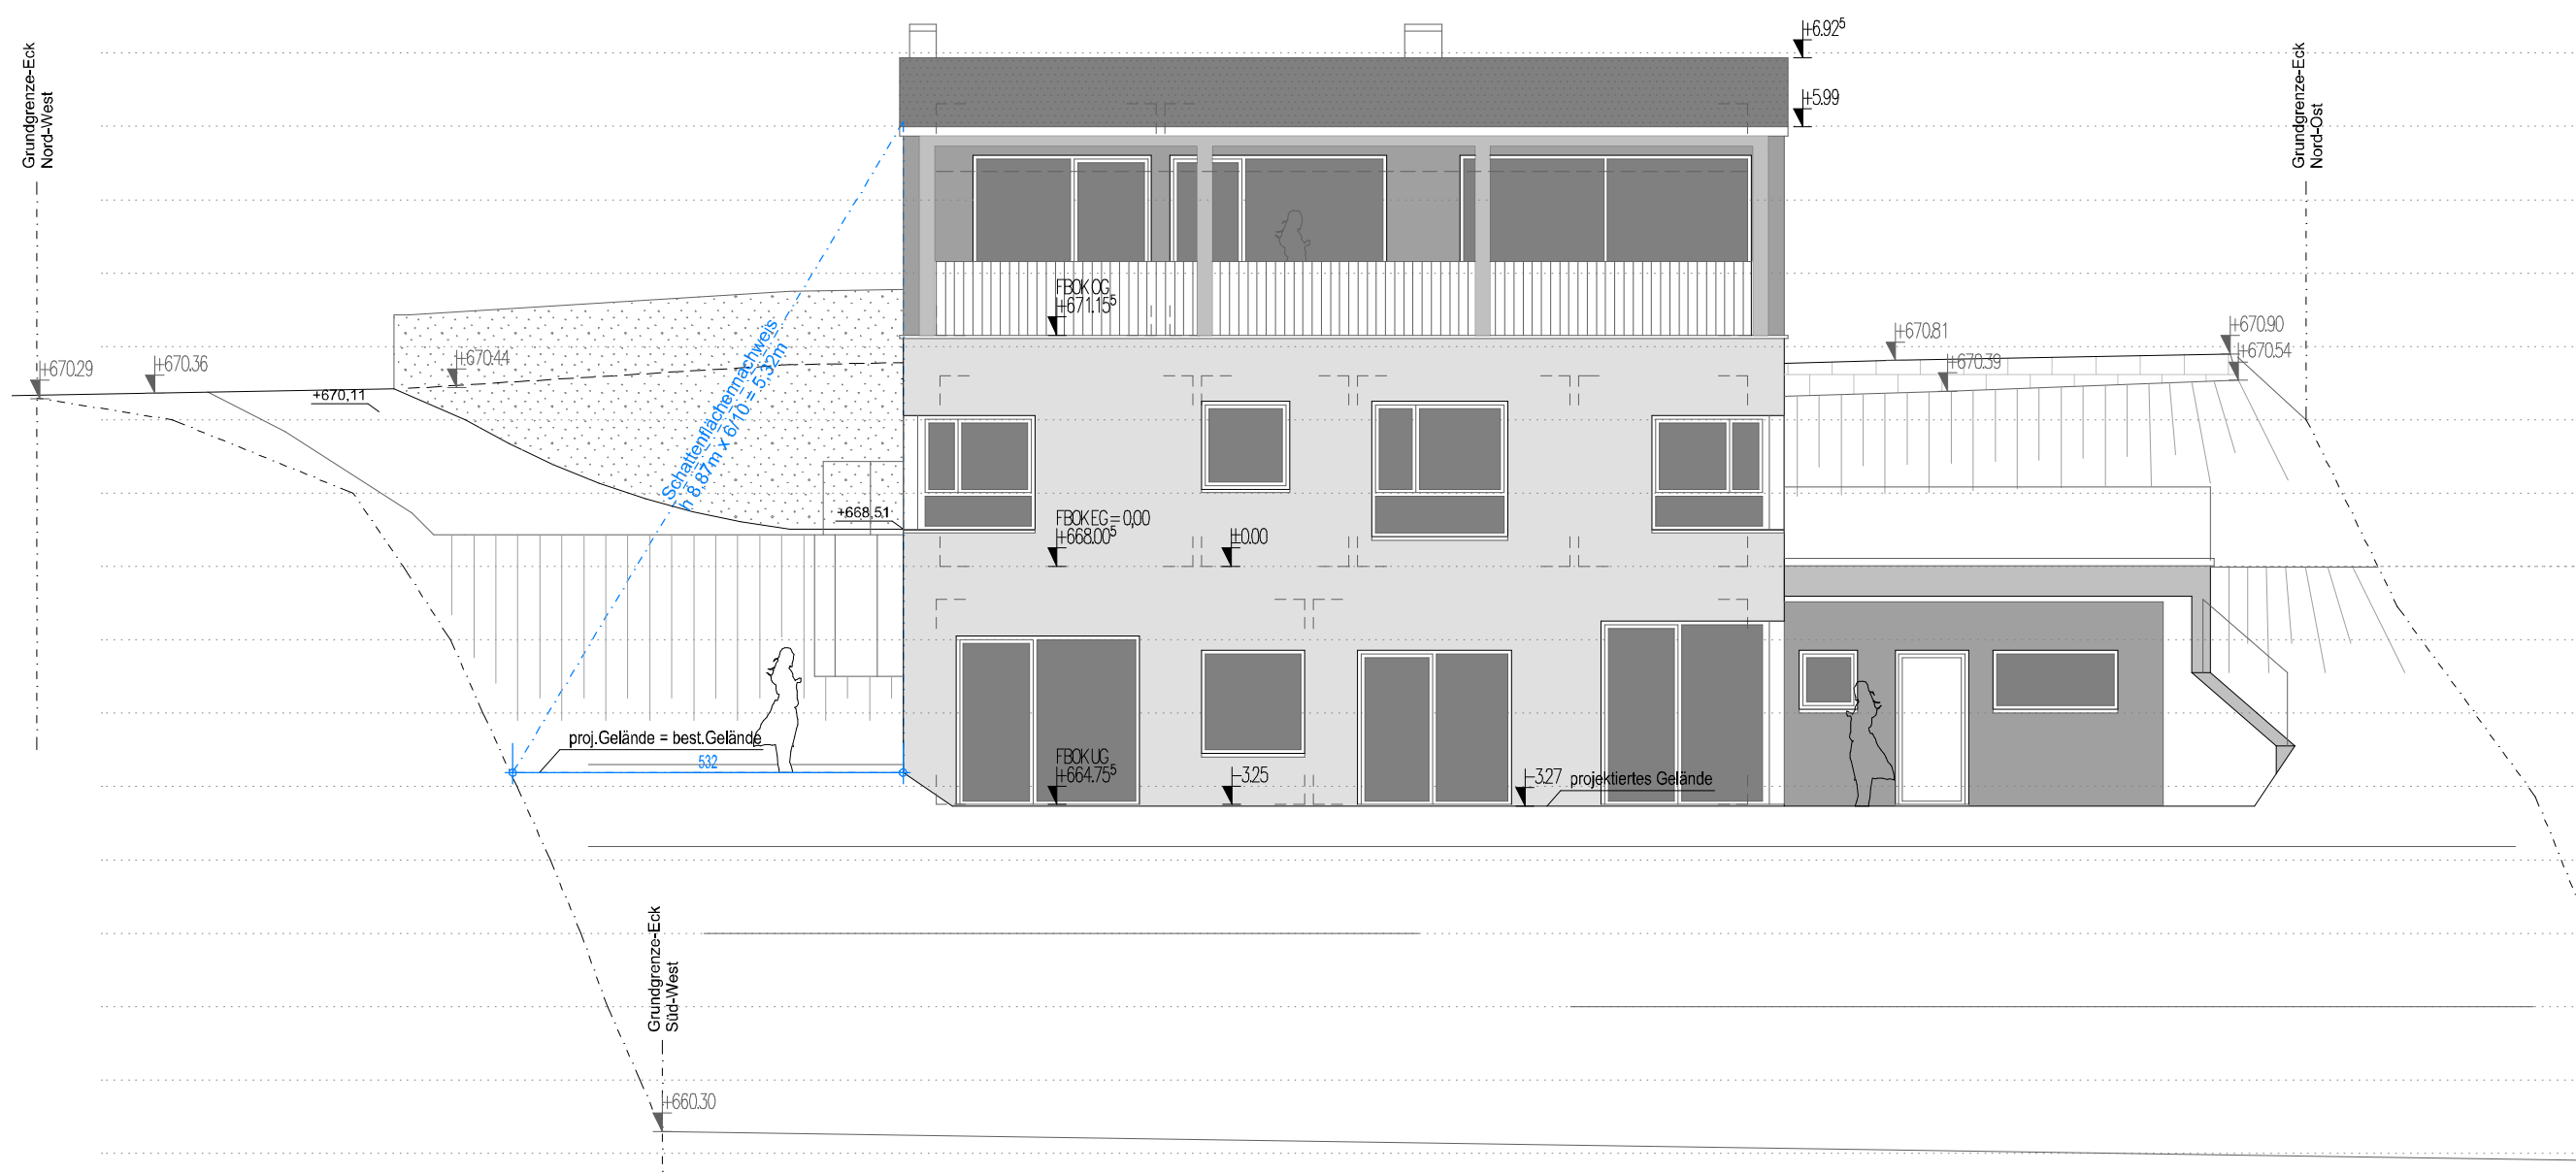 Grundgrenze-Eck
Nord-West
+6.92⁵
Grundgrenze-Eck
Nord-Ost
+5.99
FBOK OG
+671.15⁵
+670.29
+670.36
+670.44
+670,11
Schattenflächennachweis
h 8,87m x 6/10 = 5,32m
+670.81
+670.90
+670.39
+670.54
+668,51
FBOK EG = 0,00
+668.00⁵
±0.00
proj.Gelände = best.Gelände
532
FBOK UG
+664.75⁵
-3.25
-3.27
projektiertes Gelände
Grundgrenze-Eck
Süd-West
+660.30